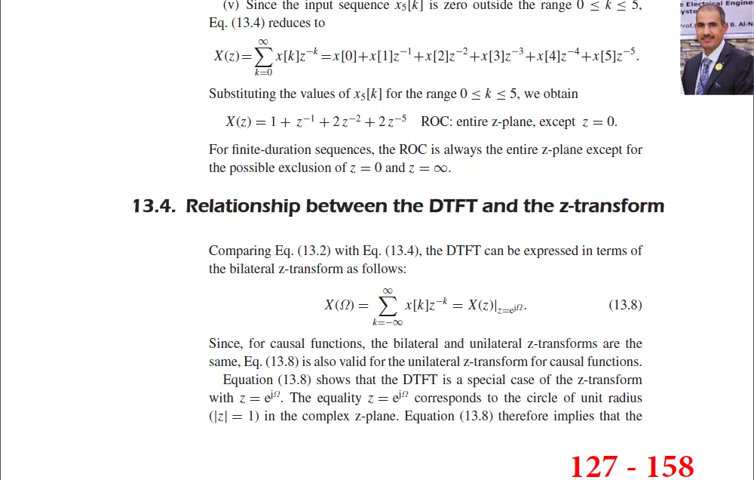 (v) Since the input sequence x₅[k] is zero outside the range 0 ≤ k ≤ 5,
Eq. (13.4) reduces to
X(z)=∑_{k=0}^{∞} x[k]z⁻ᵏ=x[0]+x[1]z⁻¹+x[2]z⁻²+x[3]z⁻³+x[4]z⁻⁴+x[5]z⁻⁵.
Substituting the values of x₅[k] for the range 0 ≤ k ≤ 5, we obtain
X(z) = 1 + z⁻¹ + 2z⁻² + 2z⁻⁵ ROC: entire z-plane, except z = 0.
For finite-duration sequences, the ROC is always the entire z-plane except for
the possible exclusion of z = 0 and z = ∞.
13.4. Relationship between the DTFT and the z-transform
Comparing Eq. (13.2) with Eq. (13.4), the DTFT can be expressed in terms of
the bilateral z-transform as follows:
X(Ω) = ∑_{k=−∞}^{∞} x[k]z⁻ᵏ = X(z)|_{z=e^{jΩ}}. (13.8)
Since, for causal functions, the bilateral and unilateral z-transforms are the
same, Eq. (13.8) is also valid for the unilateral z-transform for causal functions.
Equation (13.8) shows that the DTFT is a special case of the z-transform
with z = e^{jΩ}. The equality z = e^{jΩ} corresponds to the circle of unit radius
(|z| = 1) in the complex z-plane. Equation (13.8) therefore implies that the
127 - 158